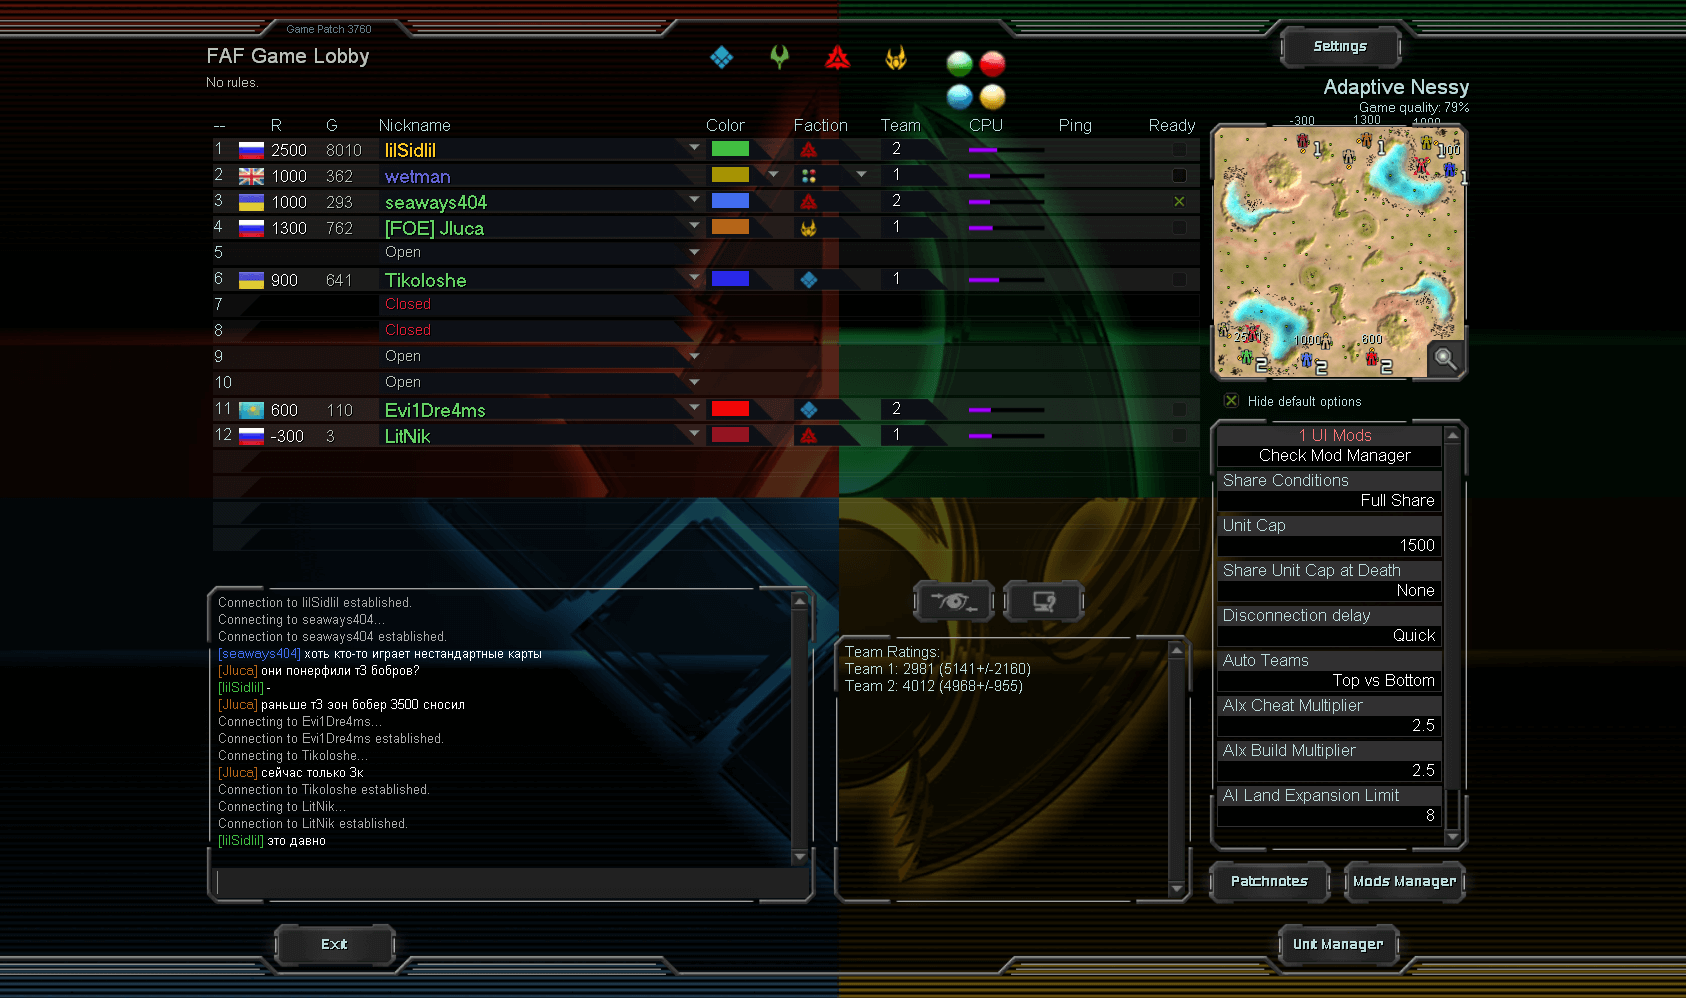 Game Patch 3760
FAF Game Lobby
No rules.
Settings
Adaptive Nessy
Game quality: 79%
-- R G Nickname Color Faction Team CPU Ping Ready
1 2500 8010 lilSidlil 2
2 1000 362 wetman 1
3 1000 293 seaways404 2
4 1300 762 [FOE] Jluca 1
5 Open
6 900 641 Tikoloshe 1
7 Closed
8 Closed
9 Open
10 Open
11 600 110 Evi1Dre4ms 2
12 -300 3 LitNik 1
-300 1300 1000
1 1 1
1
1000 600
2 2 2
Hide default options
1 UI Mods
Check Mod Manager
Share Conditions
Full Share
Unit Cap
1500
Share Unit Cap at Death
None
Disconnection delay
Quick
Auto Teams
Top vs Bottom
AIx Cheat Multiplier
2.5
AIx Build Multiplier
2.5
AI Land Expansion Limit
8
Connection to lilSidlil established.
Connecting to seaways404...
Connection to seaways404 established.
[seaways404] хоть кто-то играет нестандартные карты
[Jluca] они понерфили т3 бобров?
[lilSidlil] -
[Jluca] раньше т3 эон бобер 3500 сносил
Connecting to Evi1Dre4ms...
Connection to Evi1Dre4ms established.
Connecting to Tikoloshe...
[Jluca] сейчас только 3к
Connection to Tikoloshe established.
Connecting to LitNik...
Connection to LitNik established.
[lilSidlil] это давно
Team Ratings:
Team 1: 2981 (5141+/-2160)
Team 2: 4012 (4968+/-955)
Patchnotes
Mods Manager
Exit
Unit Manager